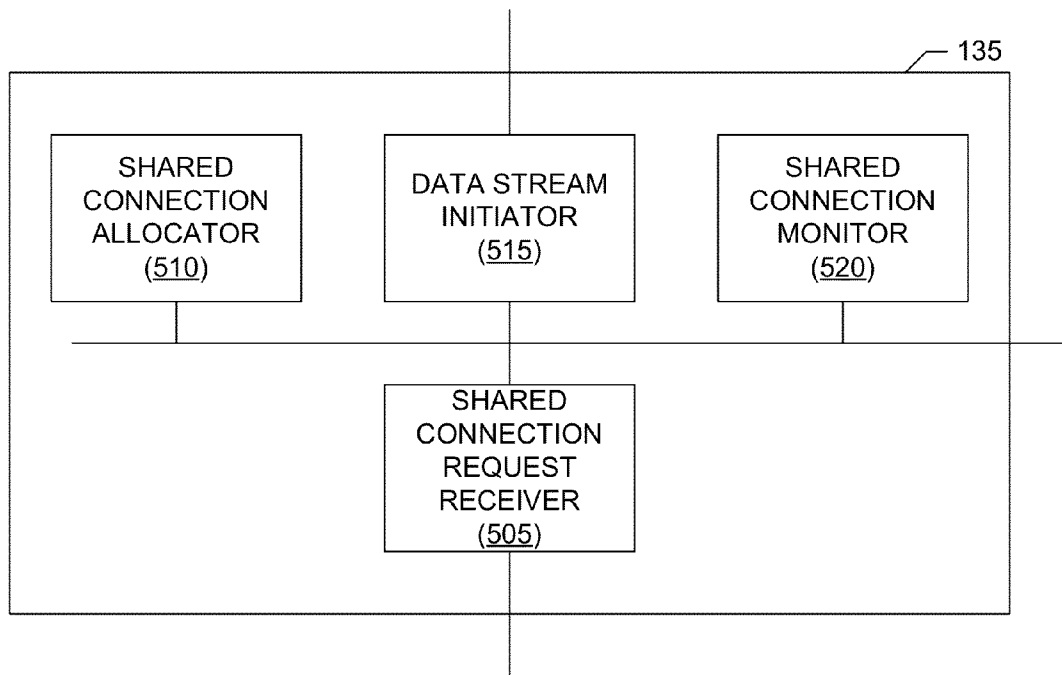 135
SHARED
CONNECTION
ALLOCATOR
(510)
DATA STREAM
INITIATOR
(515)
SHARED
CONNECTION
MONITOR
(520)
SHARED
CONNECTION
REQUEST
RECEIVER
(505)